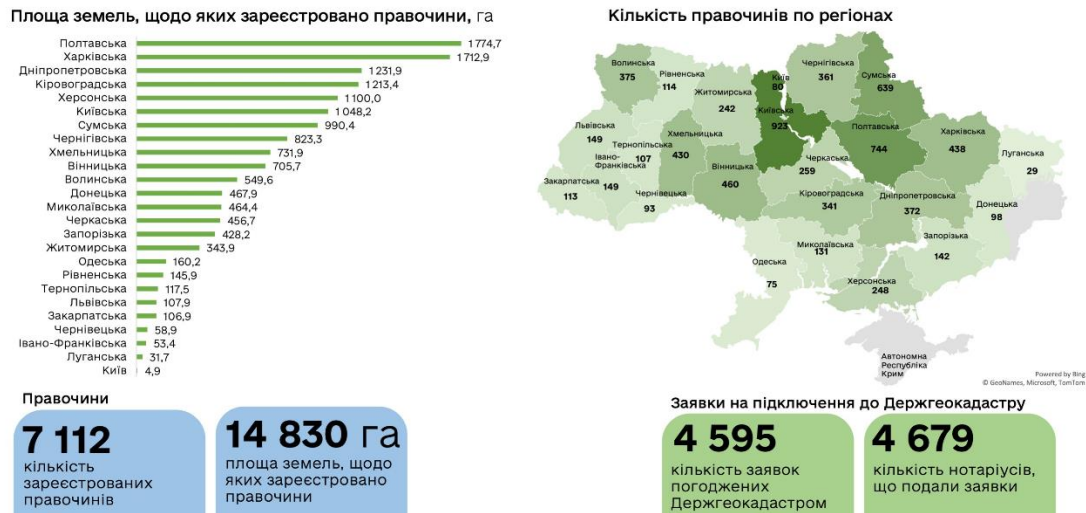 Площа земель, щодо яких зареєстровано правочини, га
Полтавська 1 774,7
Харківська 1 712,9
Дніпропетровська 1 231,9
Кіровоградська 1 213,4
Херсонська 1 100,0
Київська 1 048,2
Сумська 990,4
Чернігівська 823,3
Хмельницька 731,9
Вінницька 705,7
Волинська 549,6
Донецька 467,9
Миколаївська 464,4
Черкаська 456,7
Запорізька 428,2
Житомирська 343,9
Одеська 160,2
Рівненська 145,9
Тернопільська 117,5
Львівська 107,9
Закарпатська 106,9
Чернівецька 58,9
Івано-Франківська 53,4
Луганська 31,7
Київ 4,9
Кількість правочинів по регіонах
Волинська
375
Рівненська
114
Житомирська
242
Київ
80
Київська
923
Чернігівська
361
Сумська
639
Львівська
149
Тернопільська
107
Хмельницька
430
Івано-
Франківська
149
Закарпатська
113
Чернівецька
93
Вінницька
460
Черкаська
259
Полтавська
744
Харківська
438
Луганська
29
Кіровоградська
341
Дніпропетровська
372
Донецька
98
Запорізька
142
Миколаївська
131
Одеська
75
Херсонська
248
Автономна
Республіка
Крим
Powered by Bing
© GeoNames, Microsoft, TomTom
Правочини
7 112
кількість
зареєстрованих
правочинів
14 830 га
площа земель, щодо
яких зареєстровано
правочини
Заявки на підключення до Держгеокадастру
4 595
кількість заявок
погоджених
Держгеокадастром
4 679
кількість нотаріусів,
що подали заявки